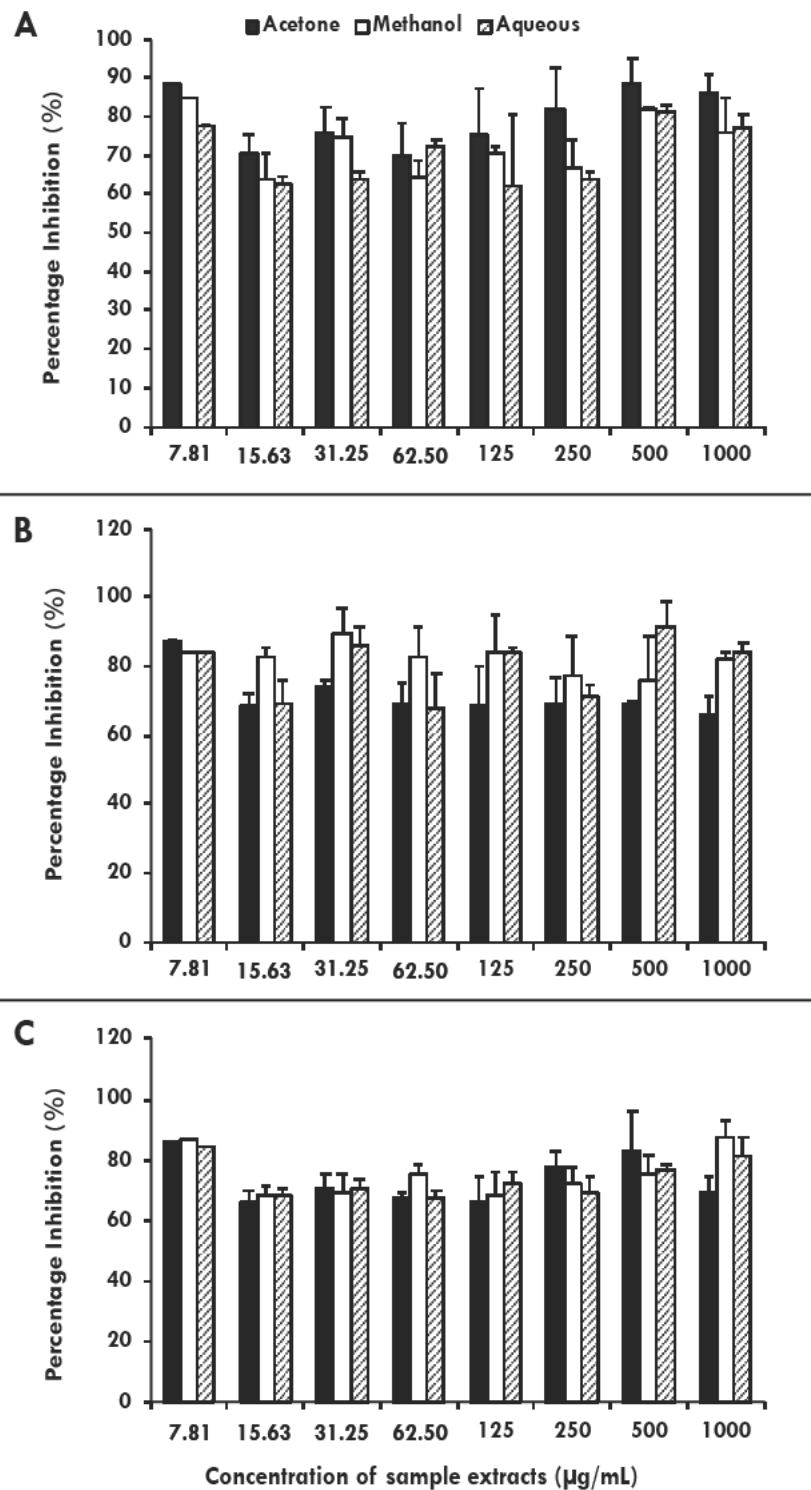 A
Acetone Methanol Aqueous
Percentage Inhibition (%)
100
90
80
70
60
50
40
30
20
10
0
7.81 15.63 31.25 62.50 125 250 500 1000
B
Percentage Inhibition (%)
120
100
80
60
40
20
0
7.81 15.63 31.25 62.50 125 250 500 1000
C
Percentage Inhibition (%)
120
100
80
60
40
20
0
7.81 15.63 31.25 62.50 125 250 500 1000
Concentration of sample extracts (µg/mL)